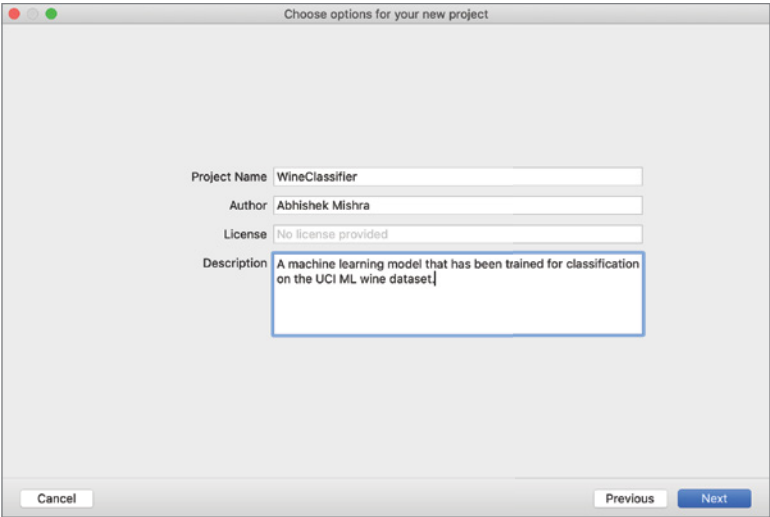 Choose options for your new project
Project Name WineClassifier
Author Abhishek Mishra
License No license provided
Description A machine learning model that has been trained for classification
on the UCI ML wine dataset.
Cancel Previous Next